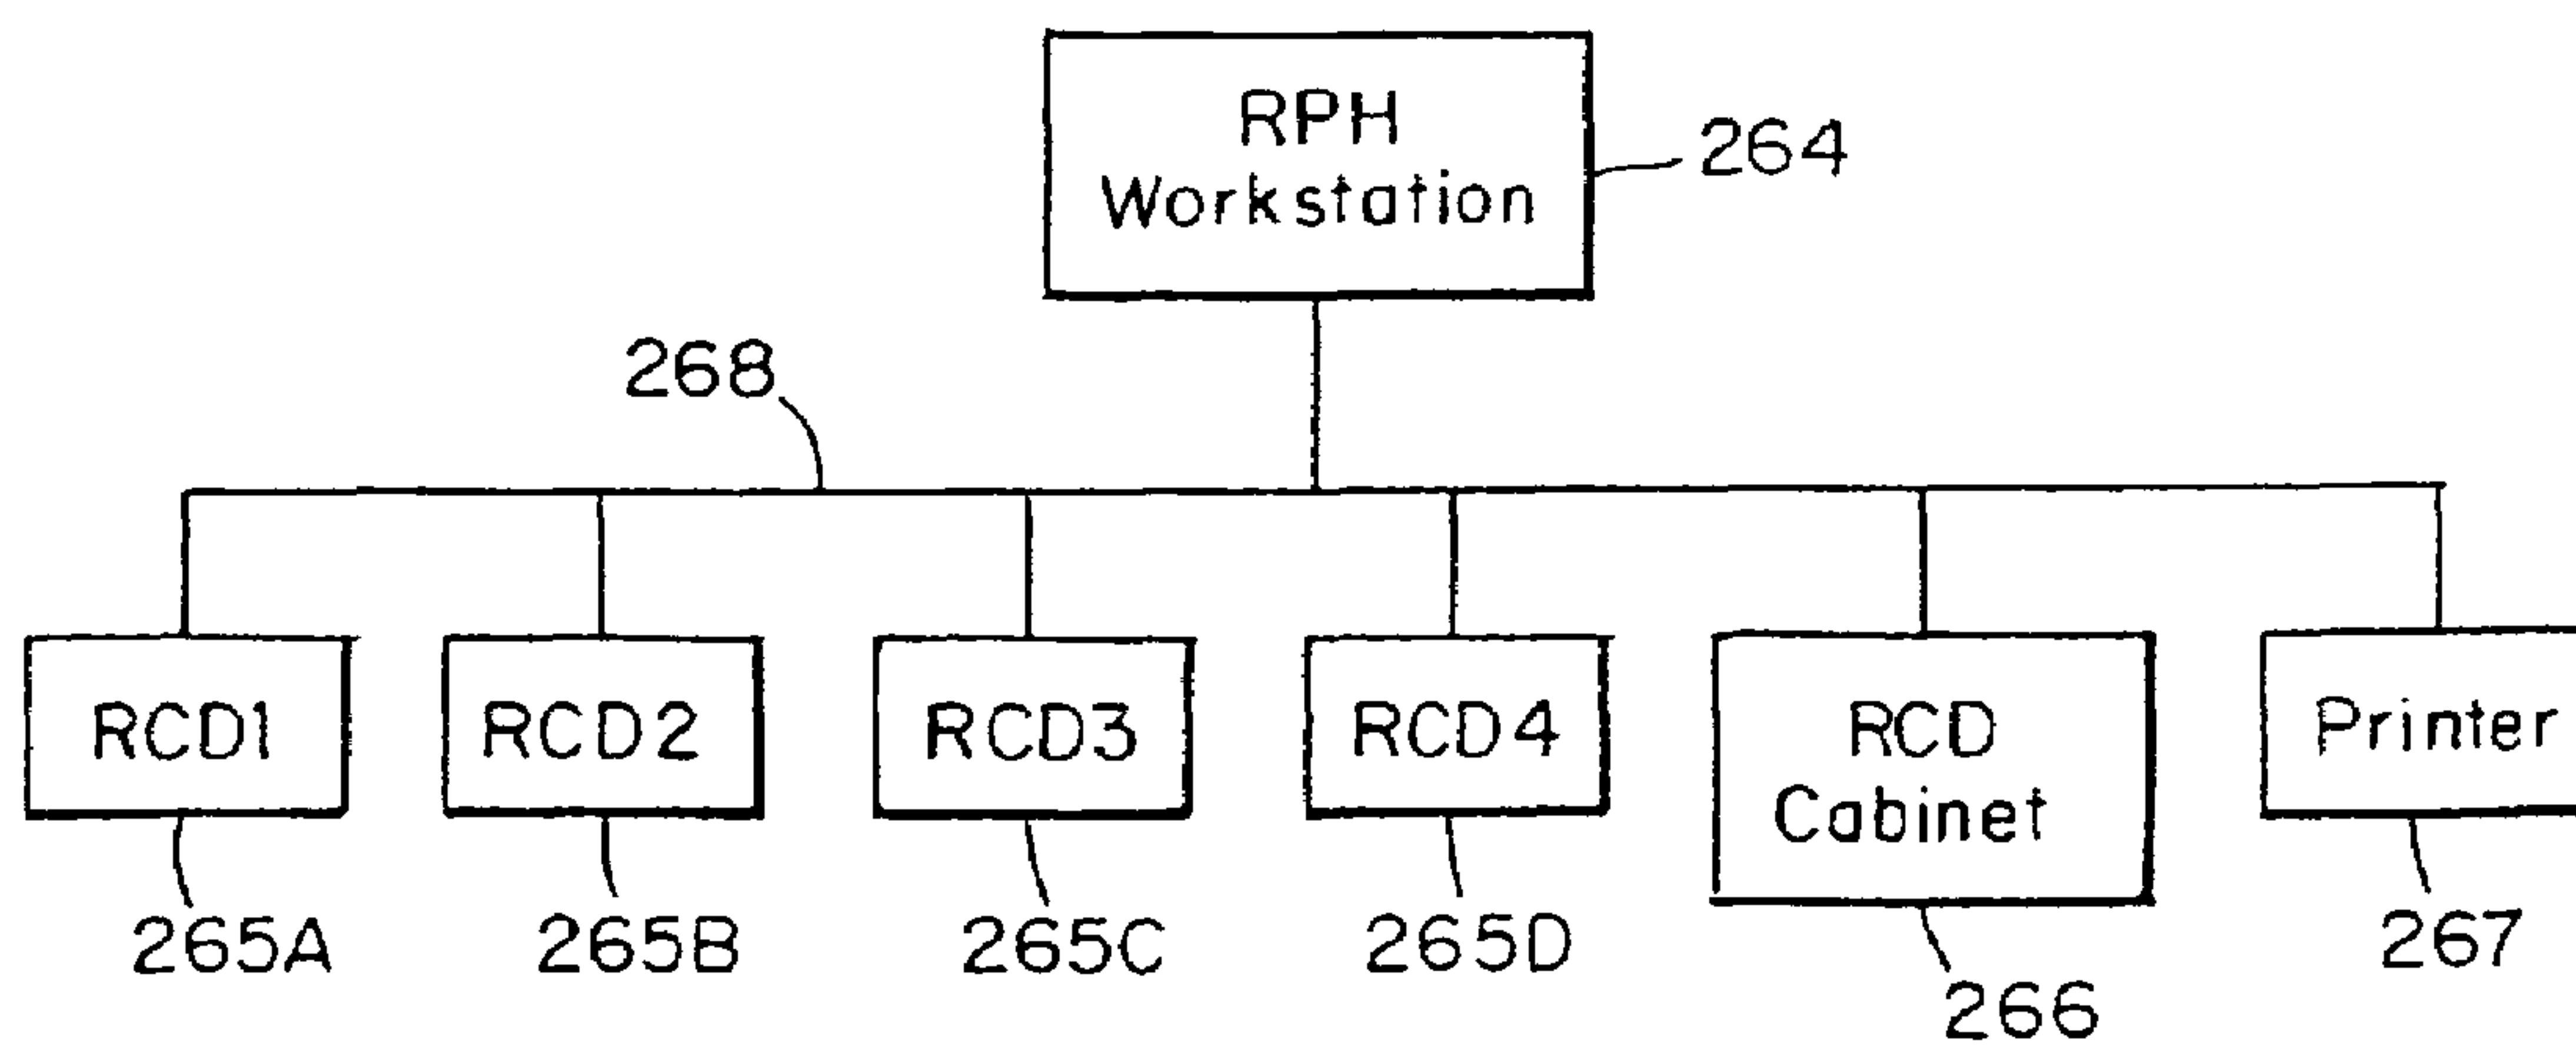 RPH
Workstation
264
268
RCD1
RCD2
RCD3
RCD4
RCD
Cabinet
Printer
265A
265B
265C
265D
266
267